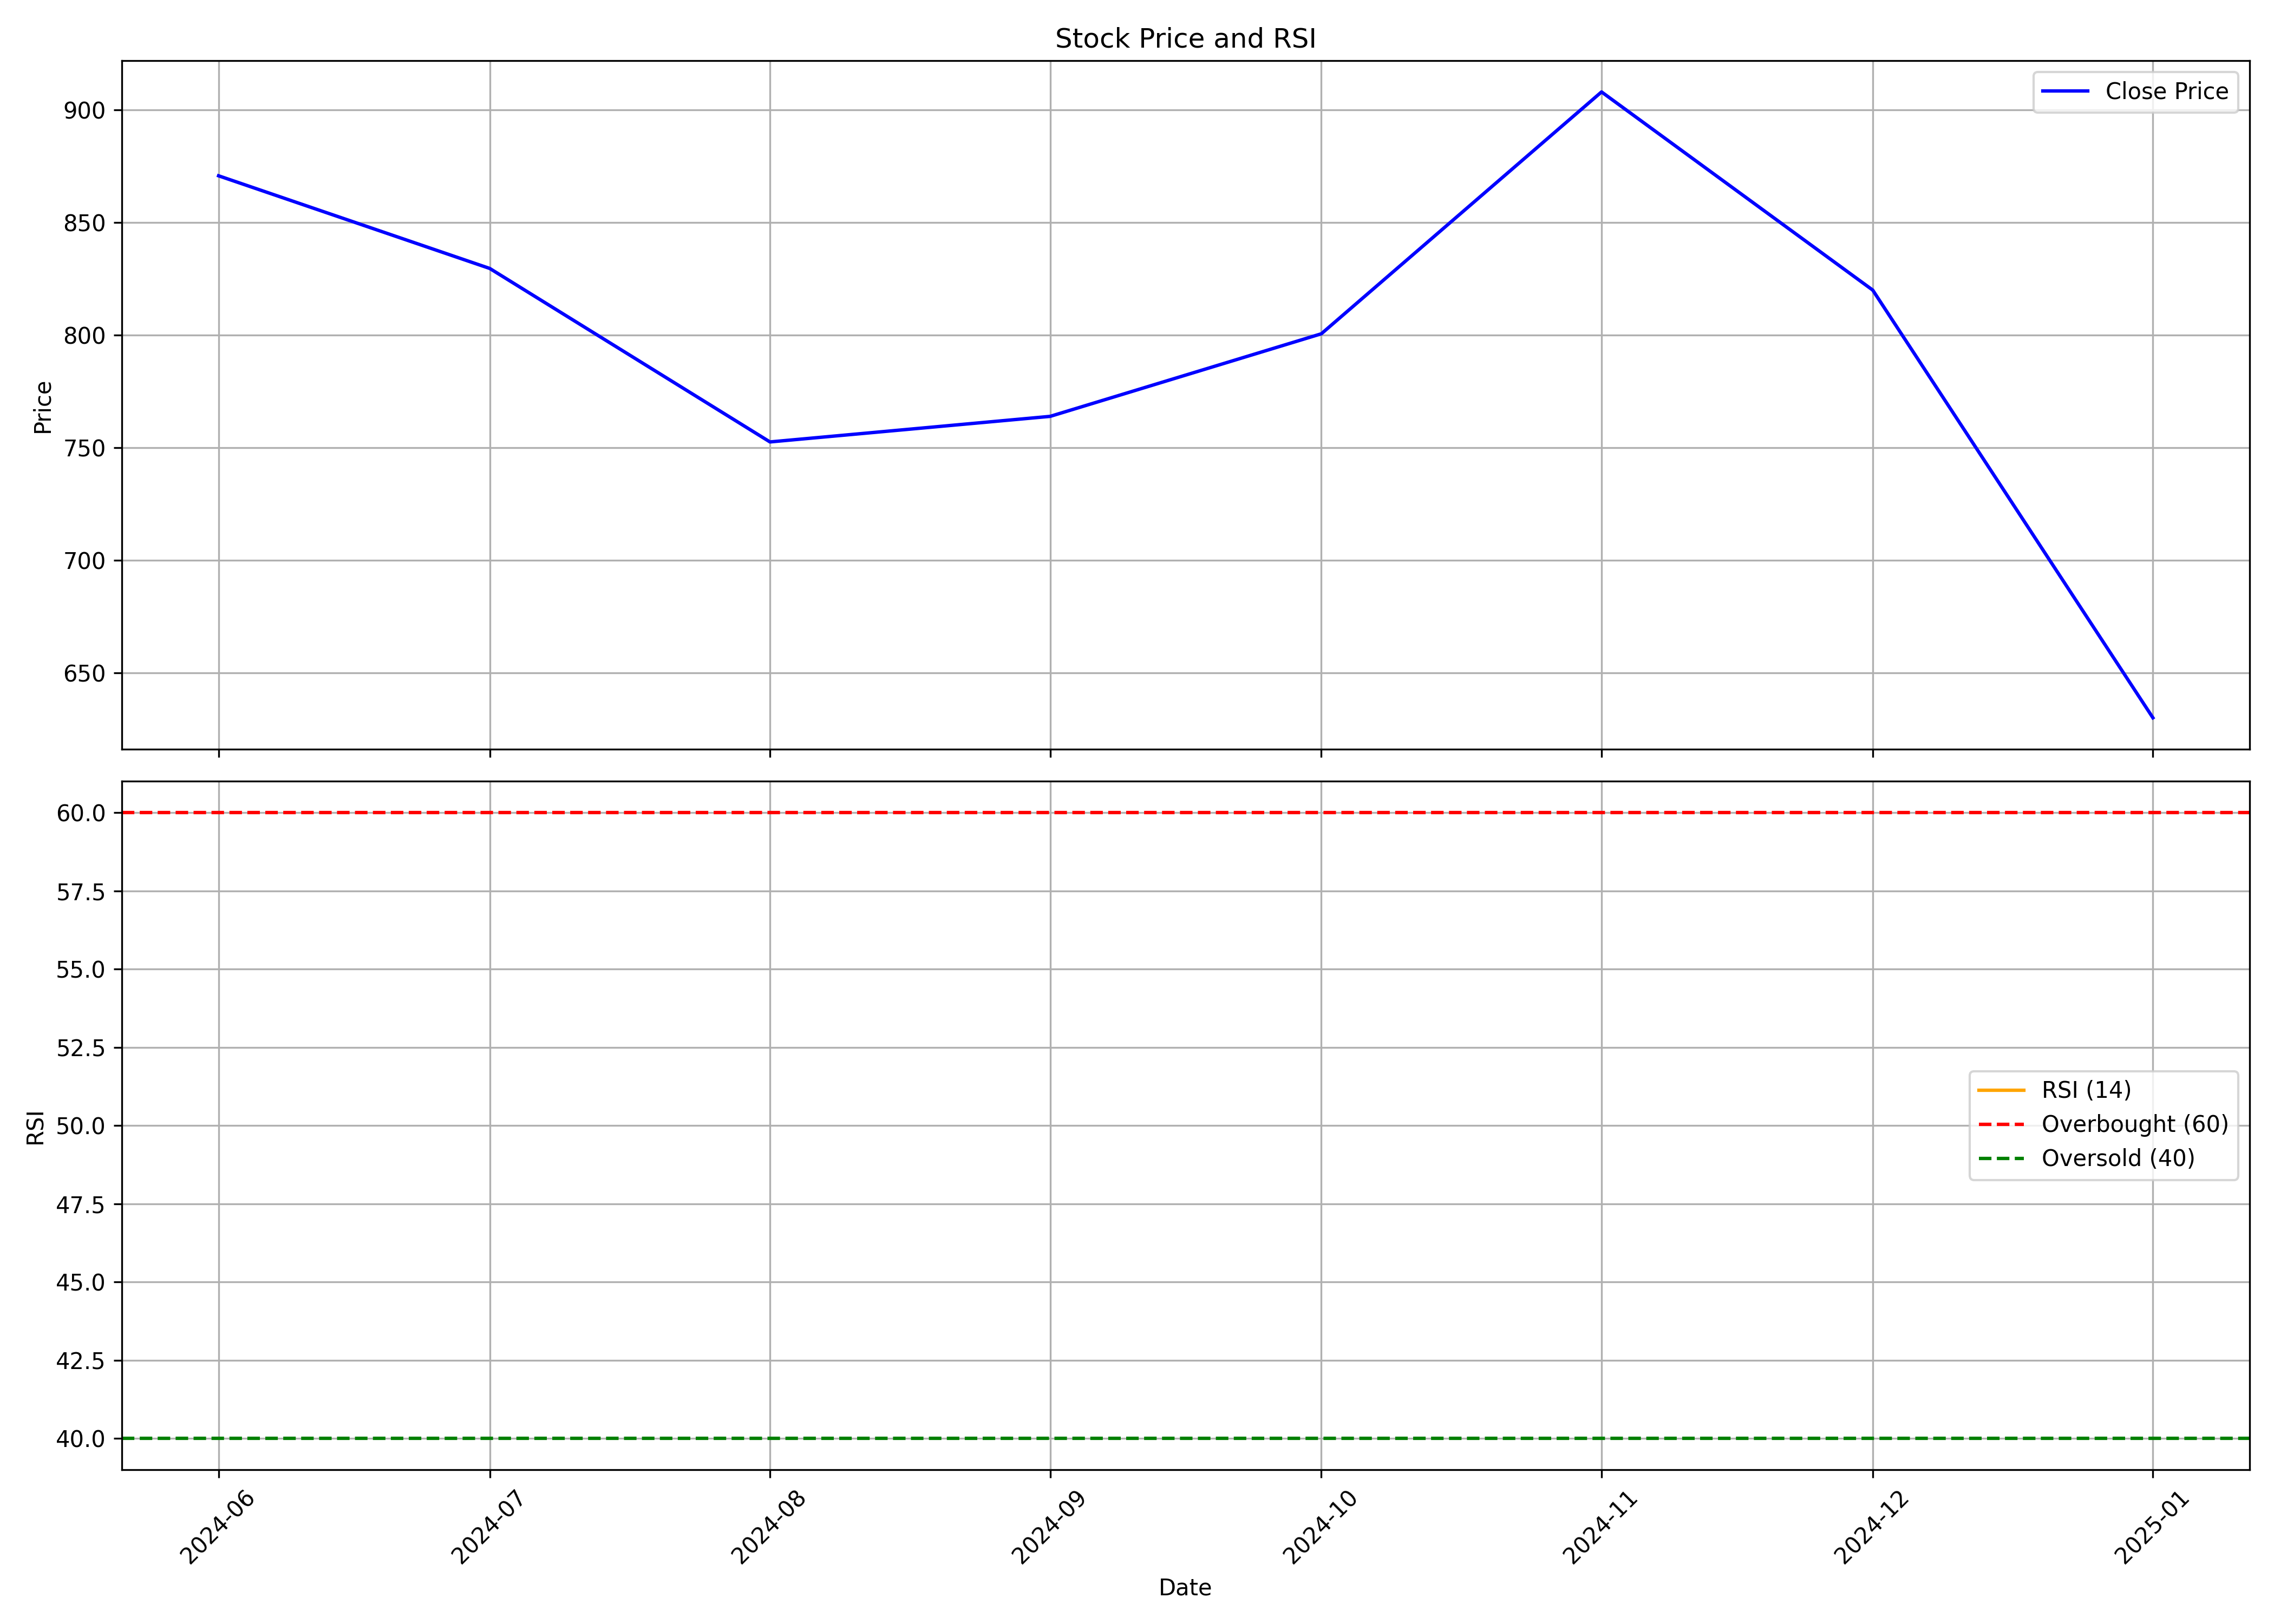 Stock Price and RSI
Close Price
900
850
800
750
700
650
Price
60.0
57.5
55.0
52.5
50.0
47.5
45.0
42.5
40.0
RSI
RSI (14)
Overbought (60)
Oversold (40)
2024-06
2024-07
2024-08
2024-09
2024-10
2024-11
2024-12
2025-01
Date